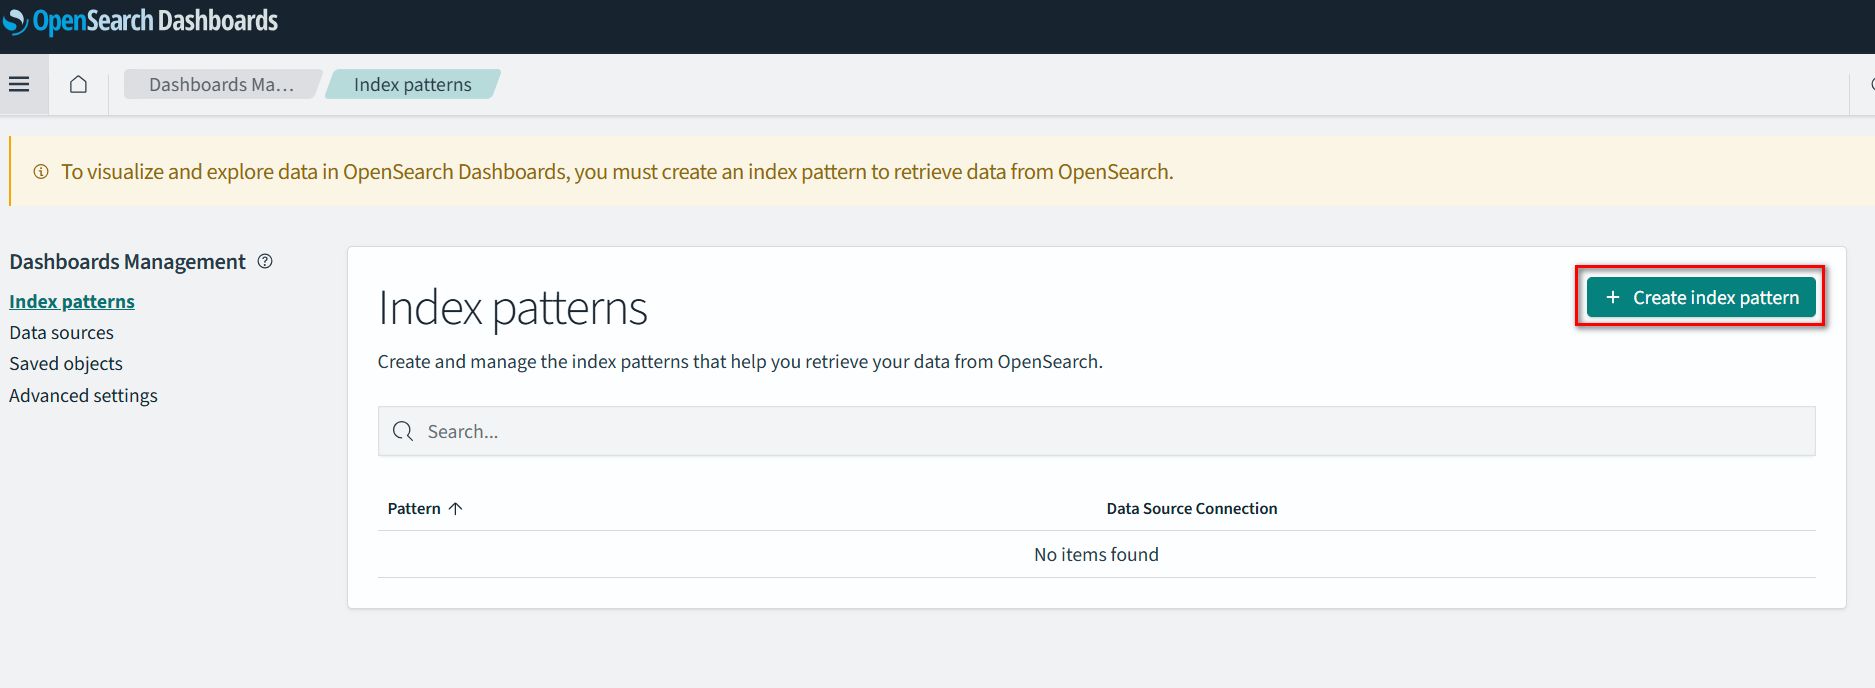 OpenSearch Dashboards
Dashboards Ma...
Index patterns
To visualize and explore data in OpenSearch Dashboards, you must create an index pattern to retrieve data from OpenSearch.
Dashboards Management
Index patterns
Data sources
Saved objects
Advanced settings
Index patterns
+ Create index pattern
Create and manage the index patterns that help you retrieve your data from OpenSearch.
Search...
Pattern ↑ Data Source Connection
No items found